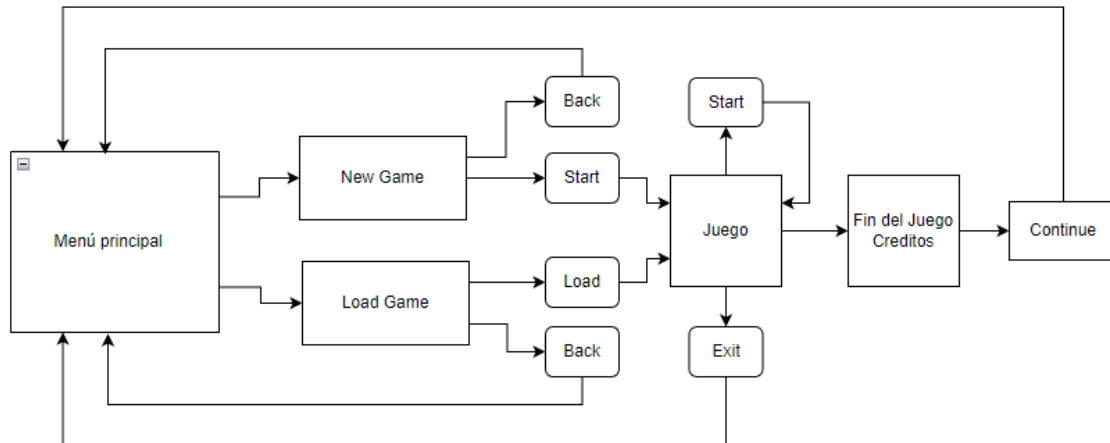 Back
Start
New Game
Start
Menú principal
Juego
Fin del Juego
Creditos
Continue
Load Game
Load
Back
Exit